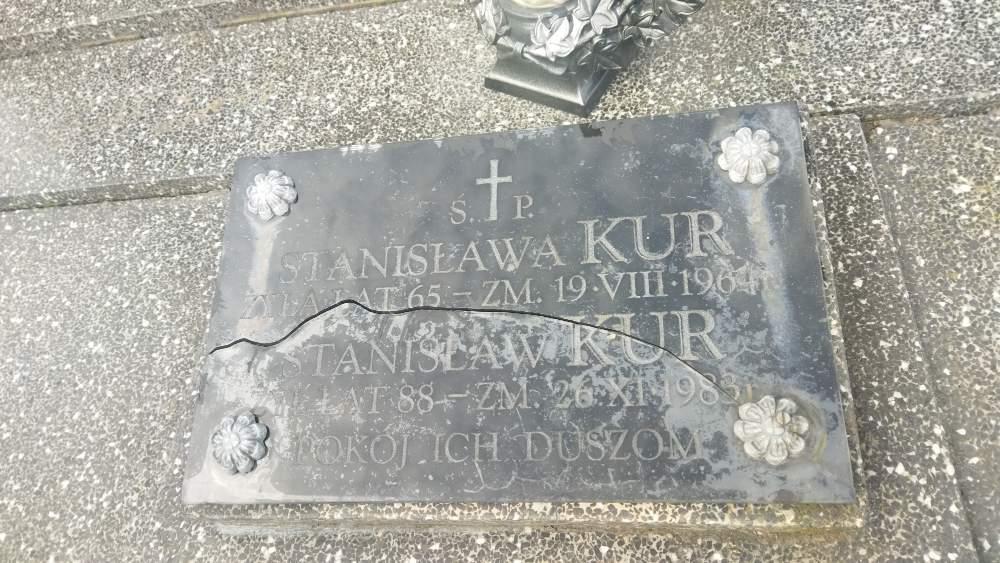 Ś. P.
STANISŁAWA KUR
ŻYŁA LAT 65 – ZM. 19·VIII·1964
STANISŁAW KUR
LAT 88 – ZM. 26 XI 1983
POKÓJ ICH DUSZOM